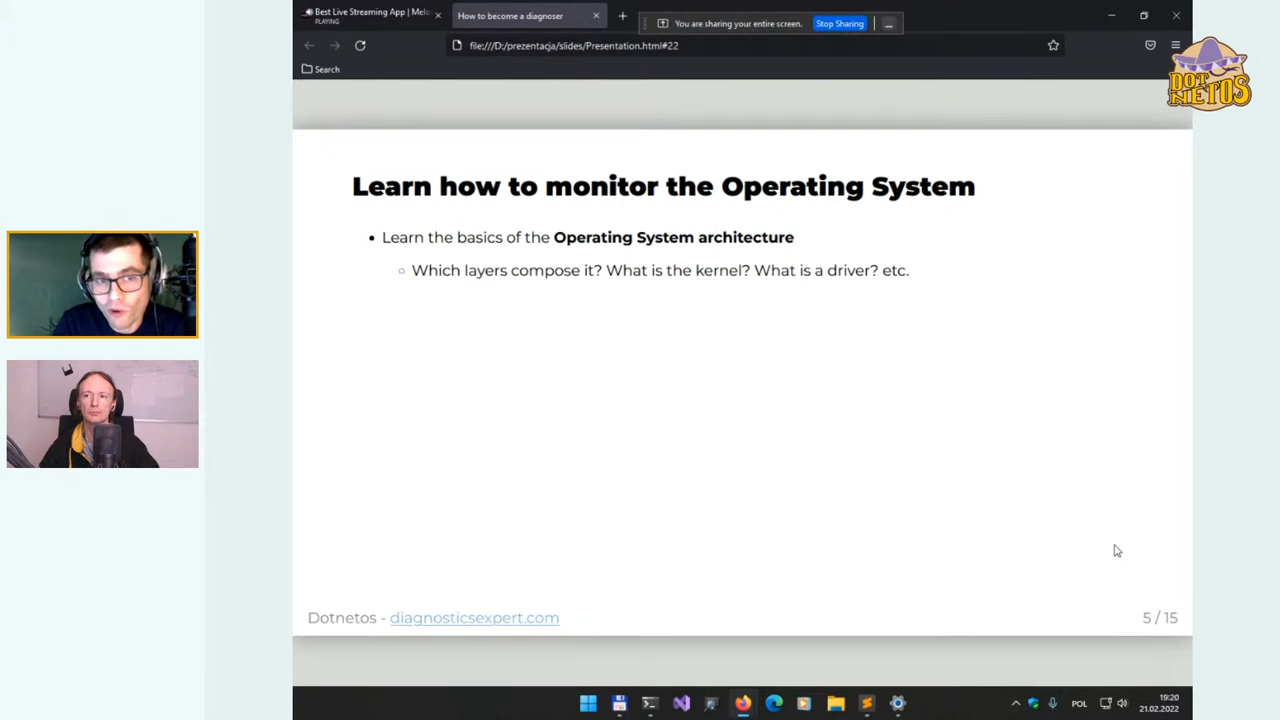 Best Live Streaming App | Melo
PLAYING
How to become a diagnoser
You are sharing your entire screen.
Stop Sharing
file:///D:/prezentacja/slides/Presentation.html#22
Search
DOT
NETOS
Learn how to monitor the Operating System
Learn the basics of the Operating System architecture
Which layers compose it? What is the kernel? What is a driver? etc.
Dotnetos - diagnosticsexpert.com
5 / 15
POL
19:20
21.02.2022